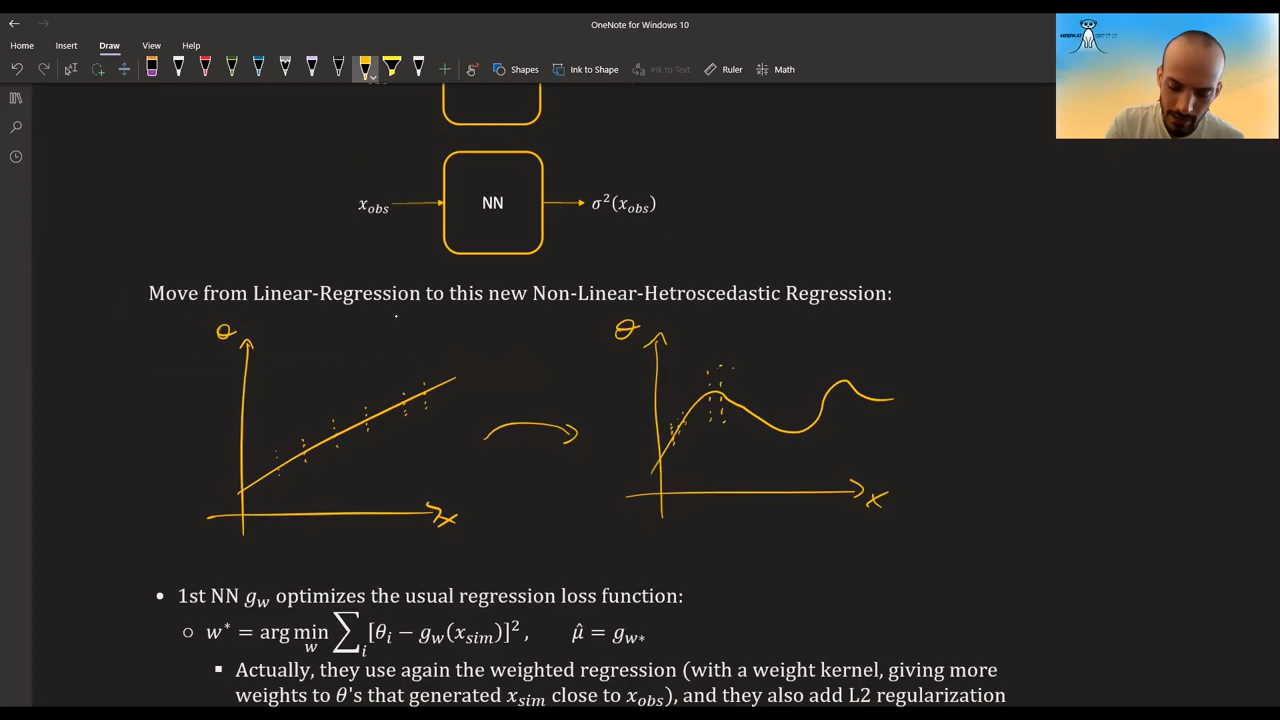 OneNote for Windows 10
Home Insert Draw View Help
Shapes Ink to Shape Ink to Text Ruler Math
NN
x_obs σ²(x_obs)
Move from Linear-Regression to this new Non-Linear-Hetroscedastic Regression:
θ θ
x x
• 1st NN g_w optimizes the usual regression loss function:
○ w* = arg min_w ∑_i [θ_i − g_w(x_sim)]², μ̂ = g_w*
▪ Actually, they use again the weighted regression (with a weight kernel, giving more
weights to θ's that generated x_sim close to x_obs), and they also add L2 regularization